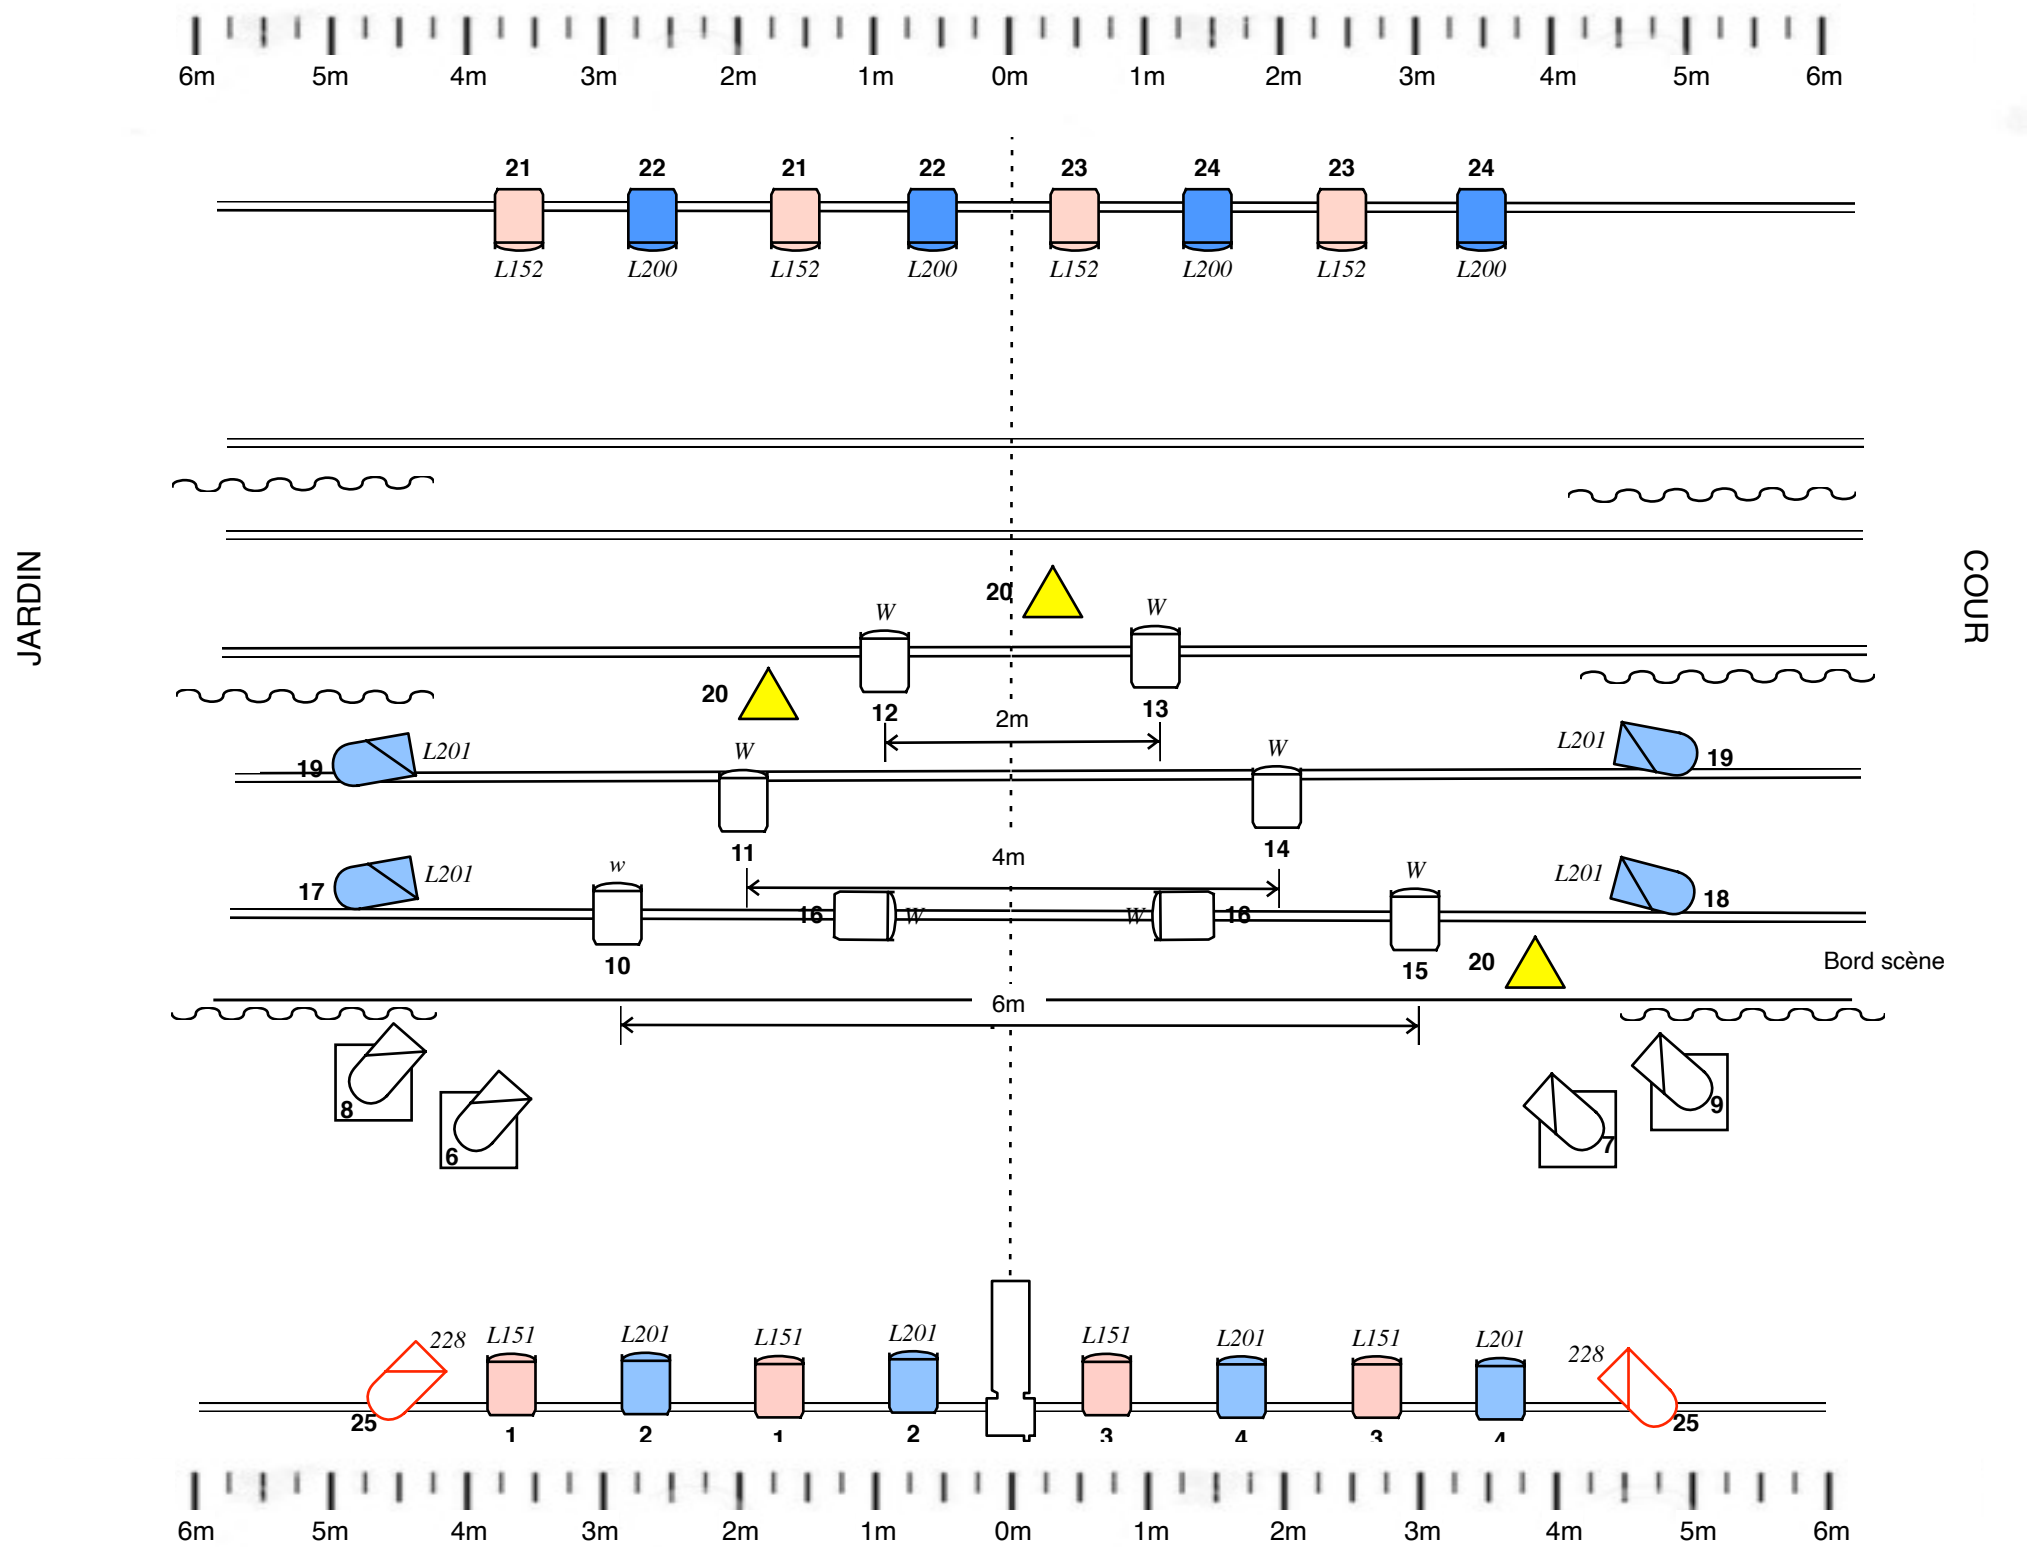 6m 5m 4m 3m 2m 1m 0m 1m 2m 3m 4m 5m 6m
21 22 21 22 23 24 23 24
L152 L200 L152 L200 L152 L200 L152 L200
JARDIN
COUR
20
W W
20
12 2m 13
19 L201 W W L201 19
11 4m 14
17 L201 w W L201 18
16 W W 16
10 15 20
Bord scène
6m
8 9
6 7
228 L151 L201 L151 L201 L151 L201 L151 L201 228
25 1 2 1 2 3 4 3 4 25
6m 5m 4m 3m 2m 1m 0m 1m 2m 3m 4m 5m 6m